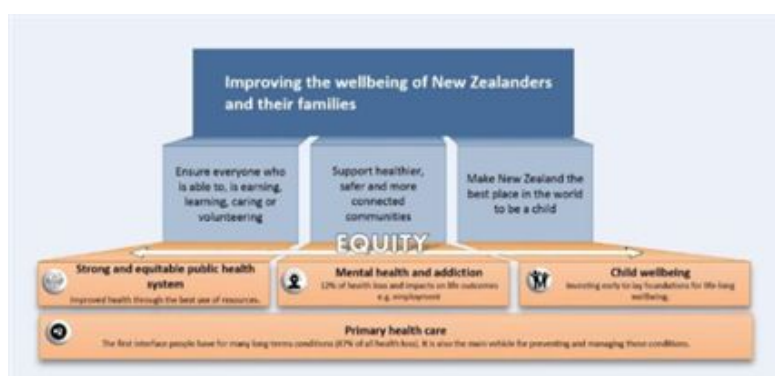 Improving the wellbeing of New Zealanders
and their families
Ensure everyone who
is able to, is earning,
learning, caring or
volunteering
Support healthier,
safer and more
connected
communities
Make New Zealand the
best place in the world
to be a child
EQUITY
Strong and equitable public health
system
Improved health through the best use of resources.
Mental health and addiction
12% of health loss and impacts on life outcomes
e.g. employment
Child wellbeing
Investing early to lay foundations for life-long
wellbeing.
Primary health care
The first interface people have for many long-terms conditions (87% of all health loss). It is also the main vehicle for preventing and managing those conditions.